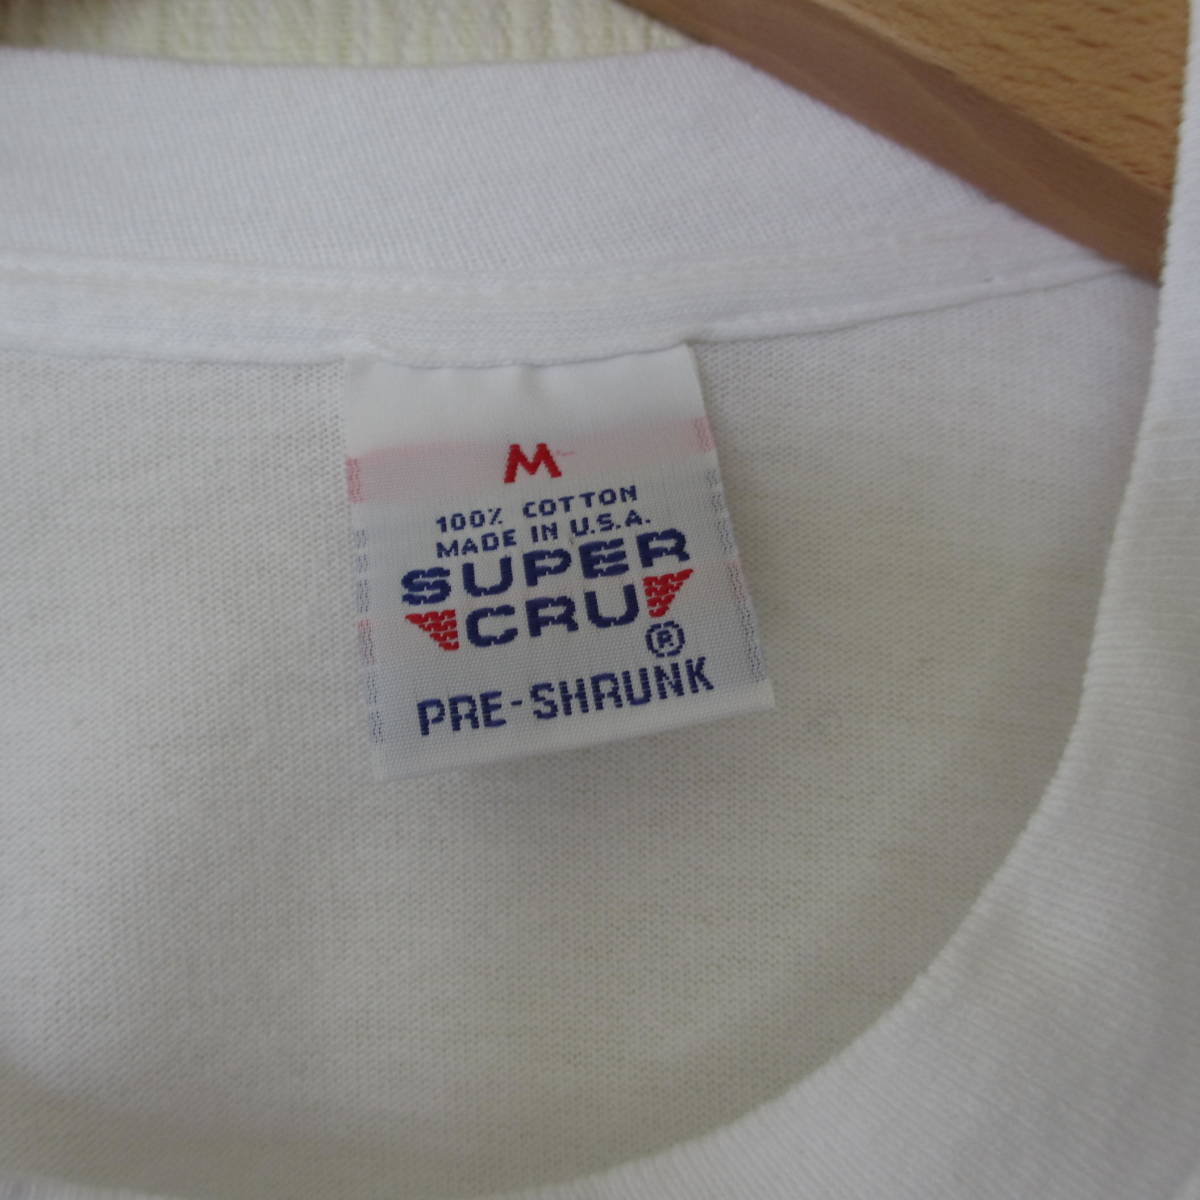 M
100% COTTON
MADE IN U.S.A.
SUPER
CRU
®
PRE-SHRUNK